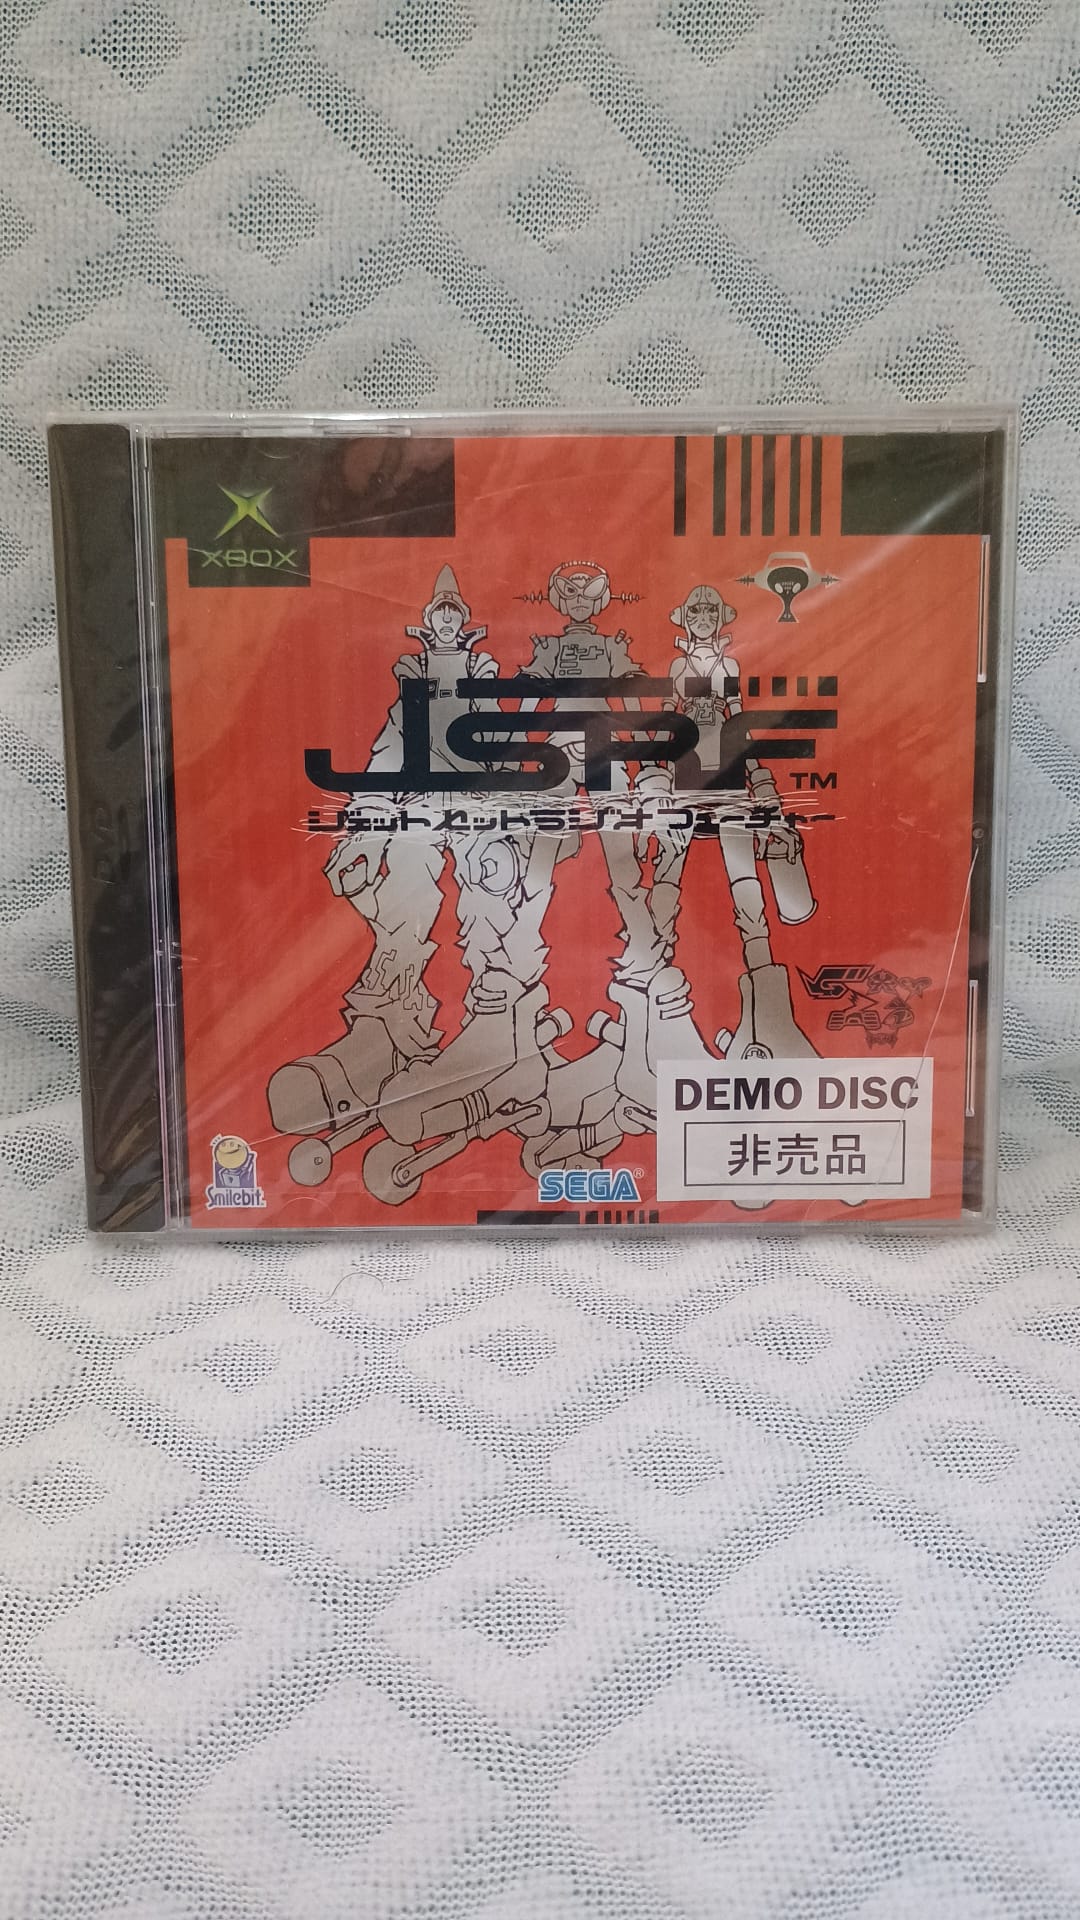 XBOX
JSRF TM
ジェットセットラジオフューチャー
DEMO DISC
非売品
Smilebit.
SEGA®